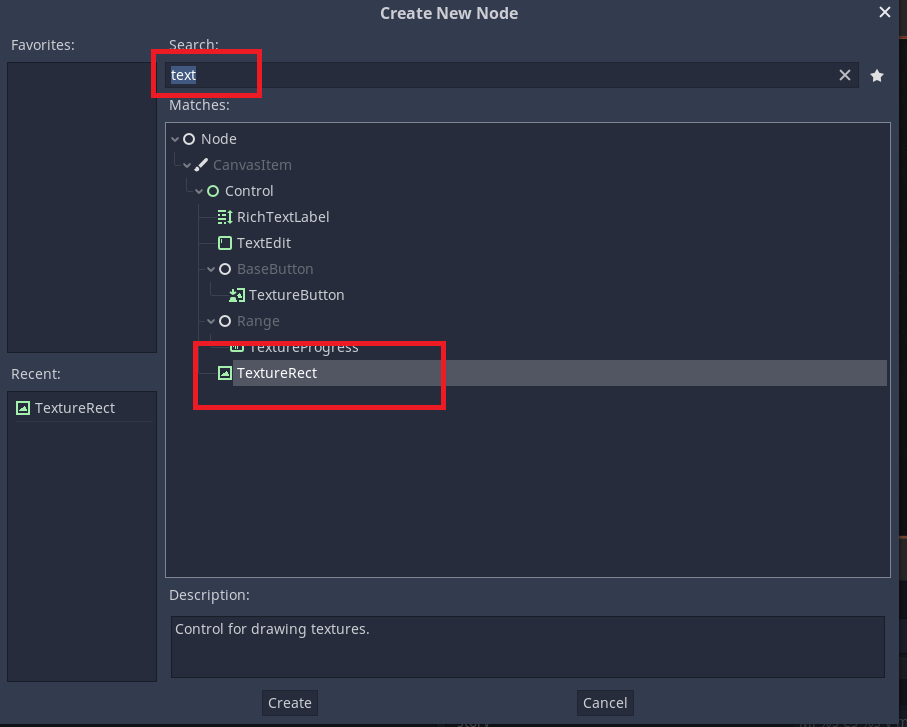 Create New Node
Favorites:
Search:
text
Matches:
Node
CanvasItem
Control
RichTextLabel
TextEdit
BaseButton
TextureButton
Range
TextureProgress
TextureRect
Recent:
TextureRect
Description:
Control for drawing textures.
Create
Cancel